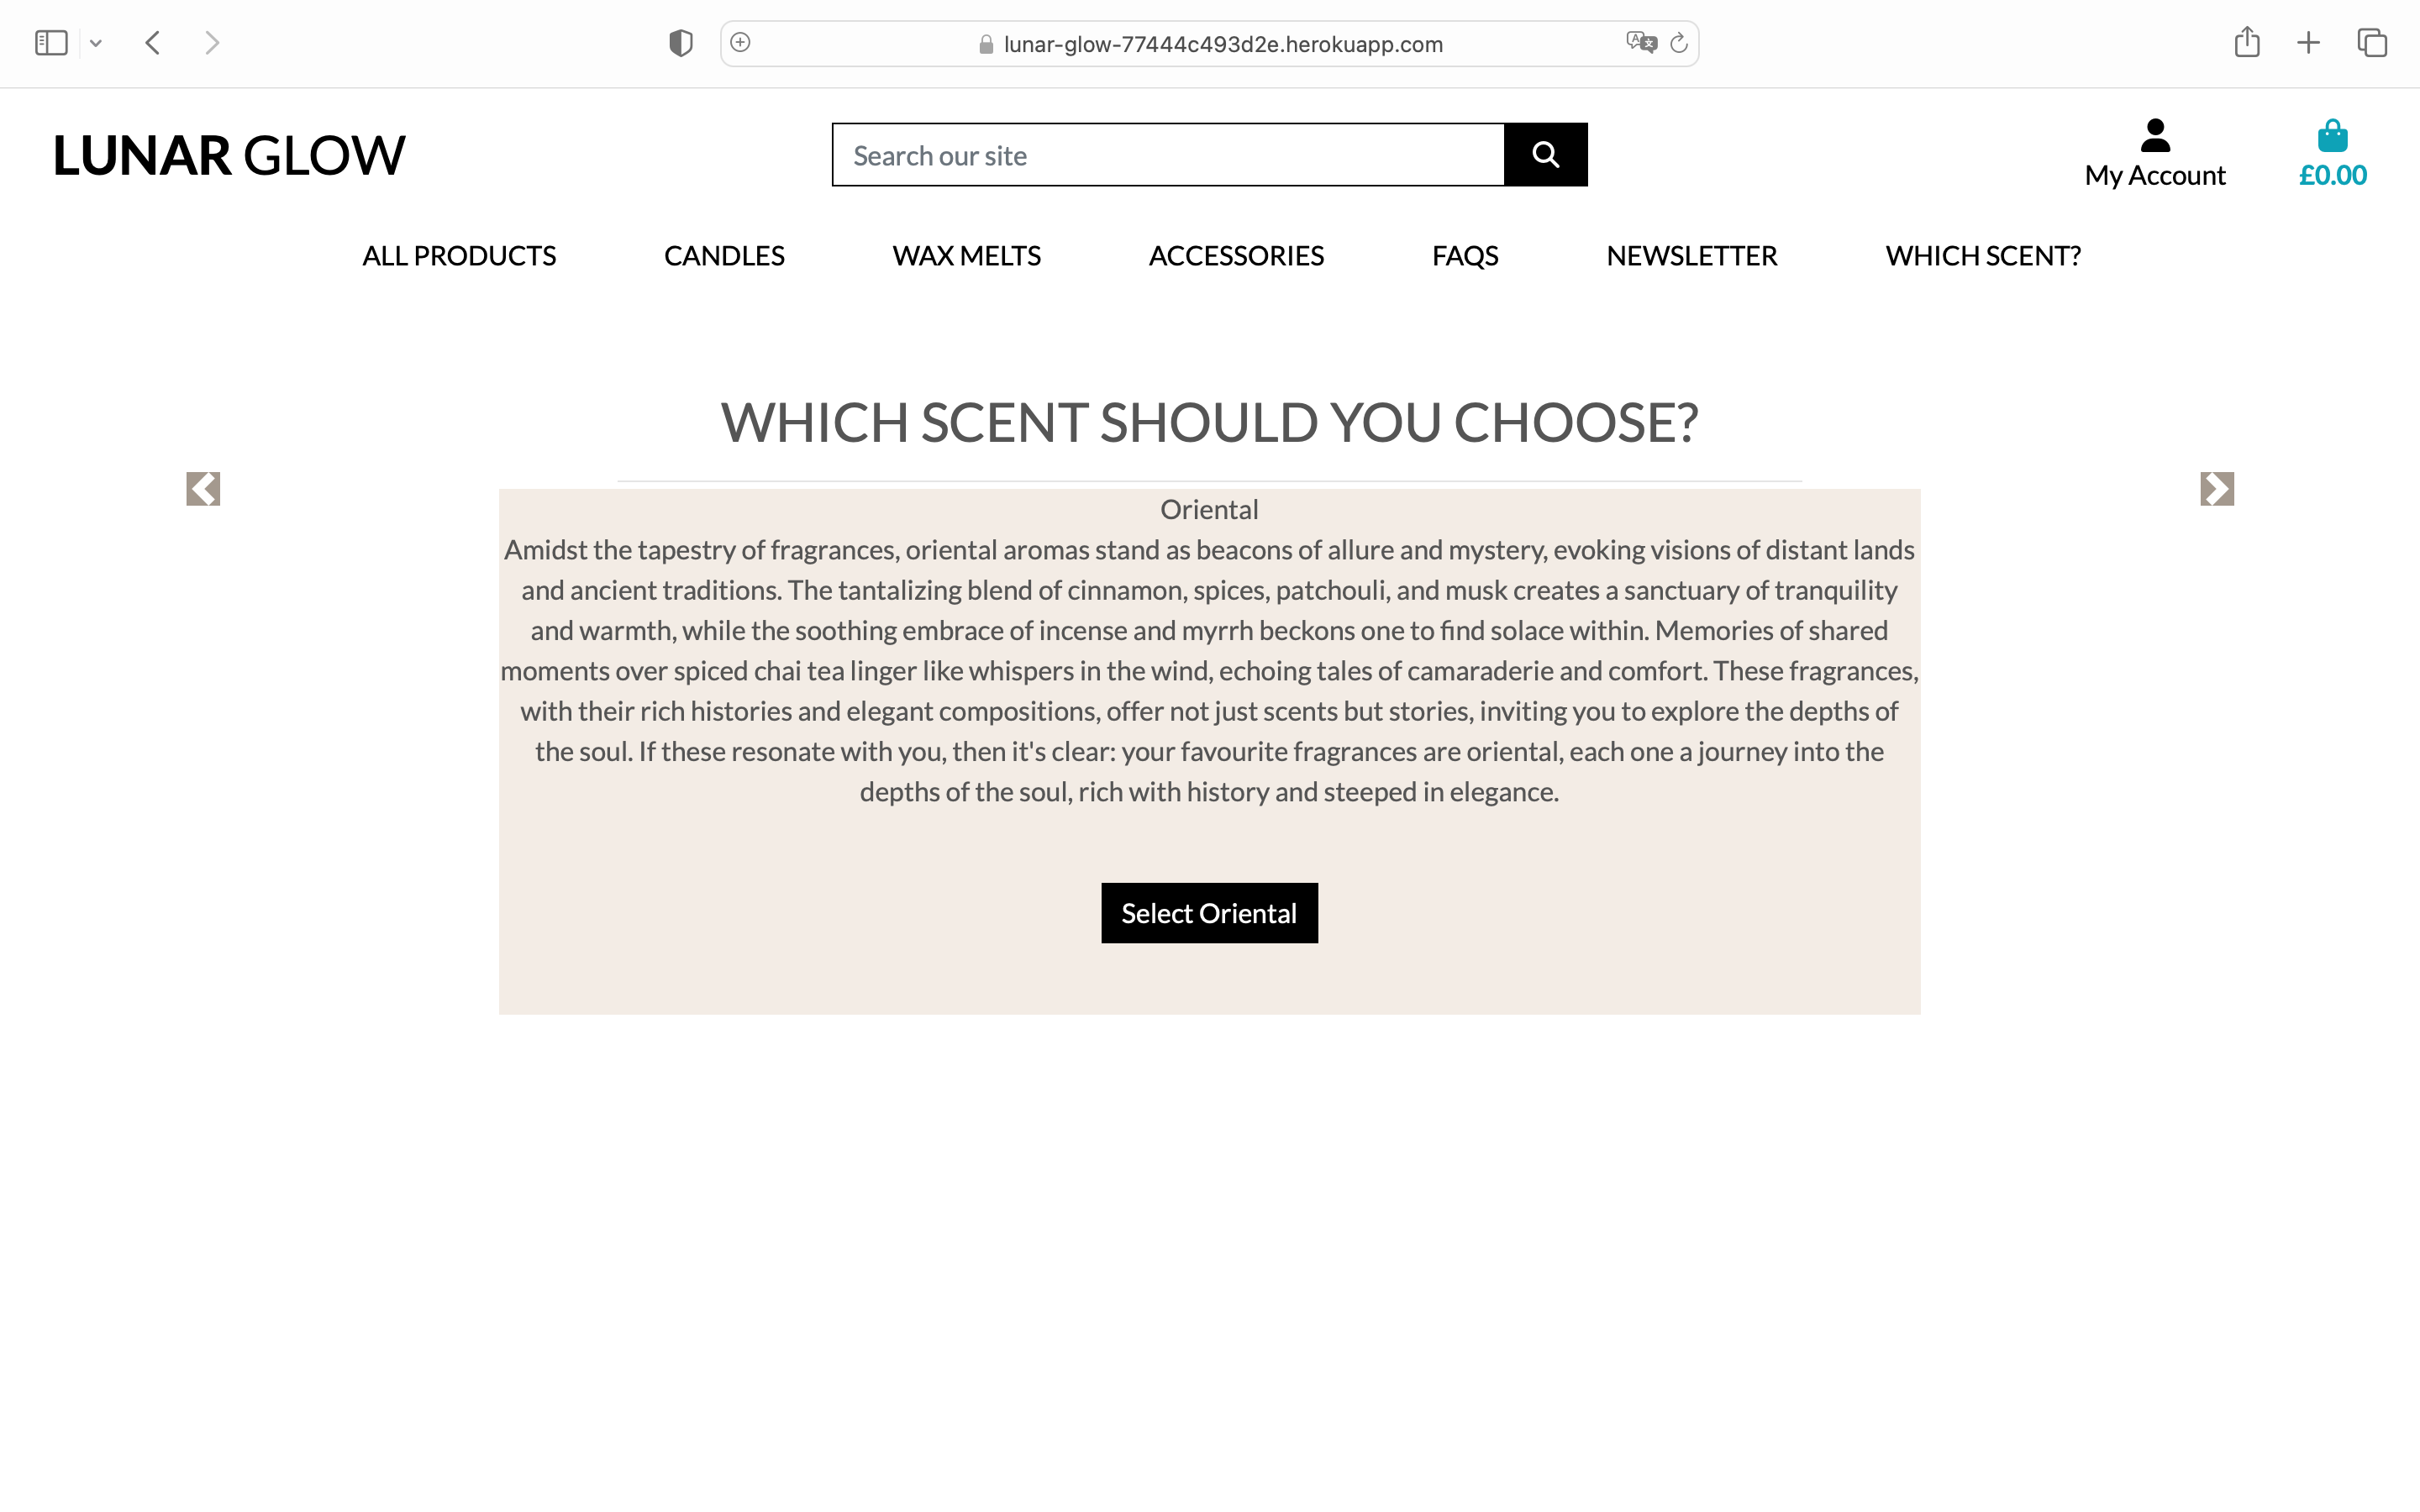 lunar-glow-77444c493d2e.herokuapp.com
LUNAR GLOW
Search our site
My Account
£0.00
ALL PRODUCTS
CANDLES
WAX MELTS
ACCESSORIES
FAQS
NEWSLETTER
WHICH SCENT?
WHICH SCENT SHOULD YOU CHOOSE?
Oriental
Amidst the tapestry of fragrances, oriental aromas stand as beacons of allure and mystery, evoking visions of distant lands
and ancient traditions. The tantalizing blend of cinnamon, spices, patchouli, and musk creates a sanctuary of tranquility
and warmth, while the soothing embrace of incense and myrrh beckons one to find solace within. Memories of shared
moments over spiced chai tea linger like whispers in the wind, echoing tales of camaraderie and comfort. These fragrances,
with their rich histories and elegant compositions, offer not just scents but stories, inviting you to explore the depths of
the soul. If these resonate with you, then it's clear: your favourite fragrances are oriental, each one a journey into the
depths of the soul, rich with history and steeped in elegance.
Select Oriental